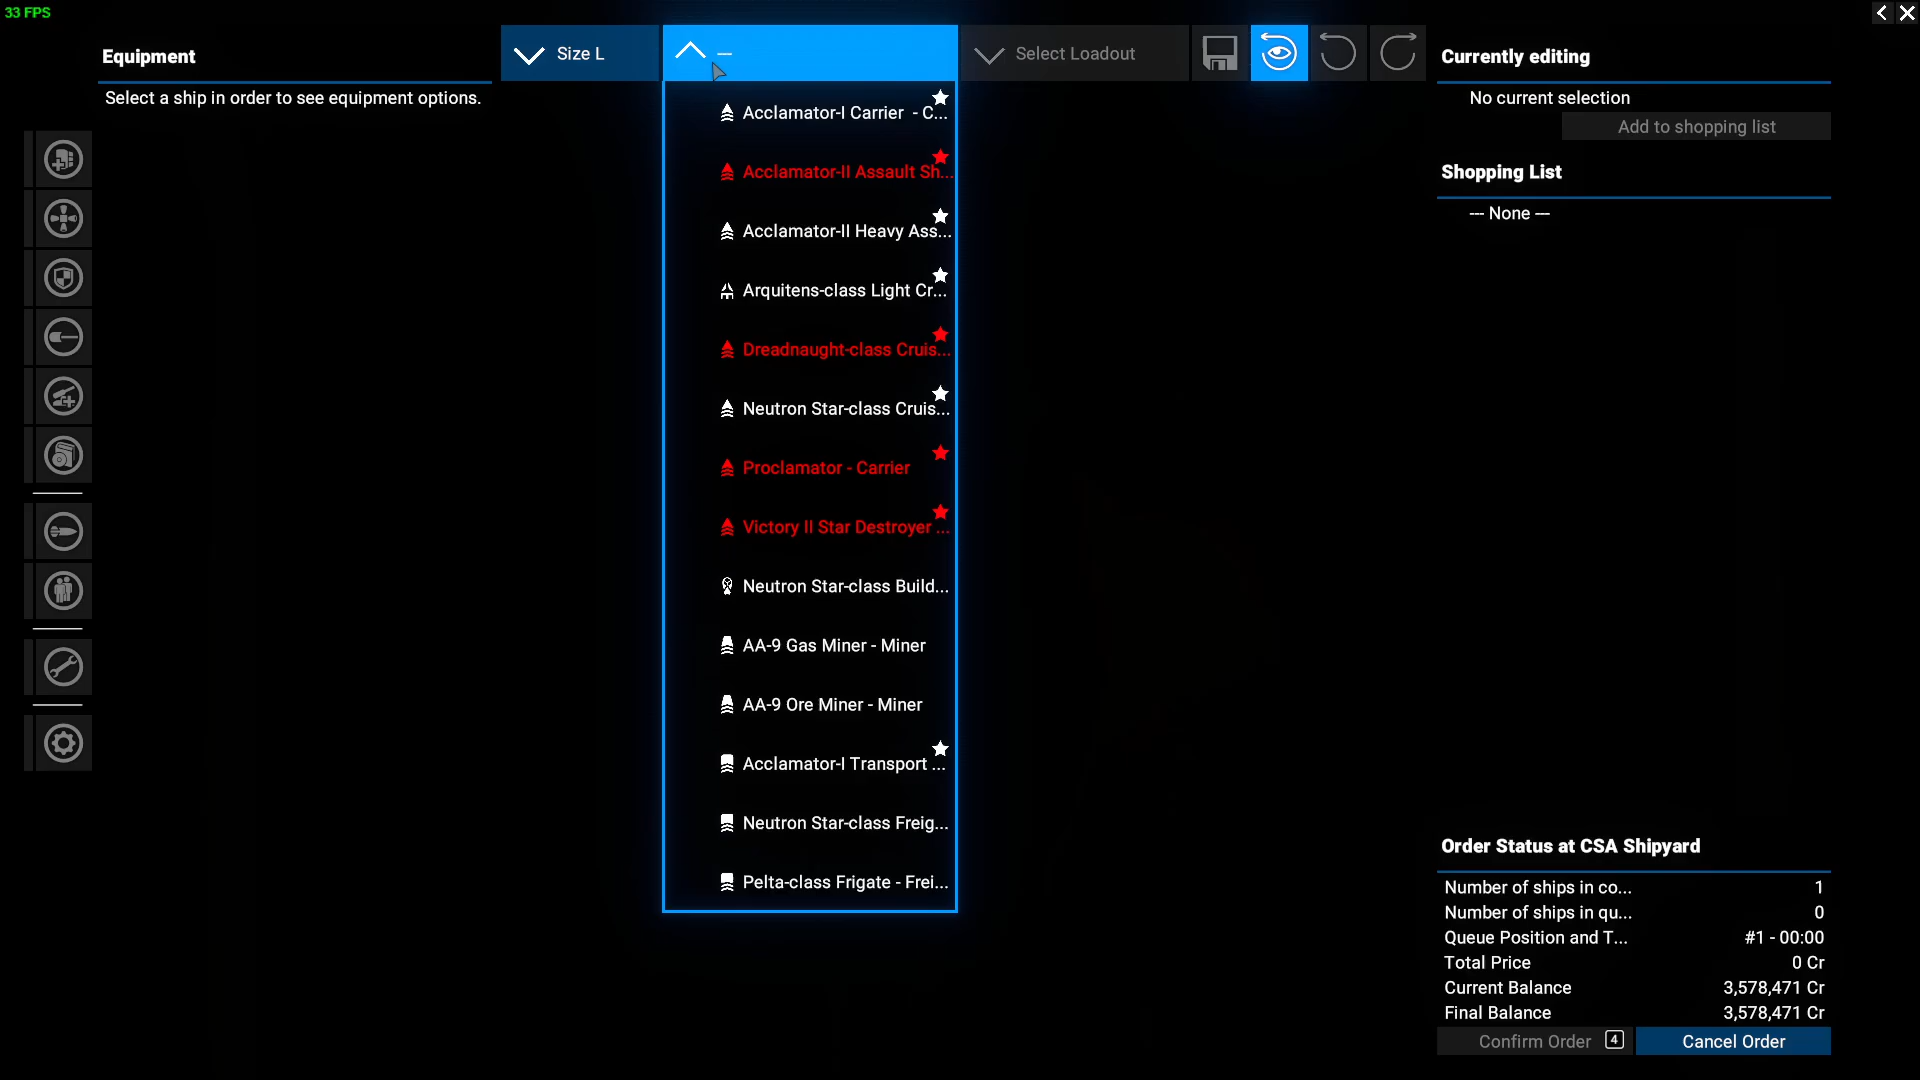 33 FPS
Equipment
Select a ship in order to see equipment options.
Size L
—
Select Loadout
Acclamator-I Carrier - C...
Acclamator-II Assault Sh...
Acclamator-II Heavy Ass...
Arquitens-class Light Cr...
Dreadnaught-class Cruis...
Neutron Star-class Cruis...
Proclamator - Carrier
Victory II Star Destroyer ...
Neutron Star-class Build...
AA-9 Gas Miner - Miner
AA-9 Ore Miner - Miner
Acclamator-I Transport ...
Neutron Star-class Freig...
Pelta-class Frigate - Frei...
Currently editing
No current selection
Add to shopping list
Shopping List
--- None ---
Order Status at CSA Shipyard
Number of ships in co... 1
Number of ships in qu... 0
Queue Position and T... #1 - 00:00
Total Price 0 Cr
Current Balance 3,578,471 Cr
Final Balance 3,578,471 Cr
Confirm Order 4 Cancel Order